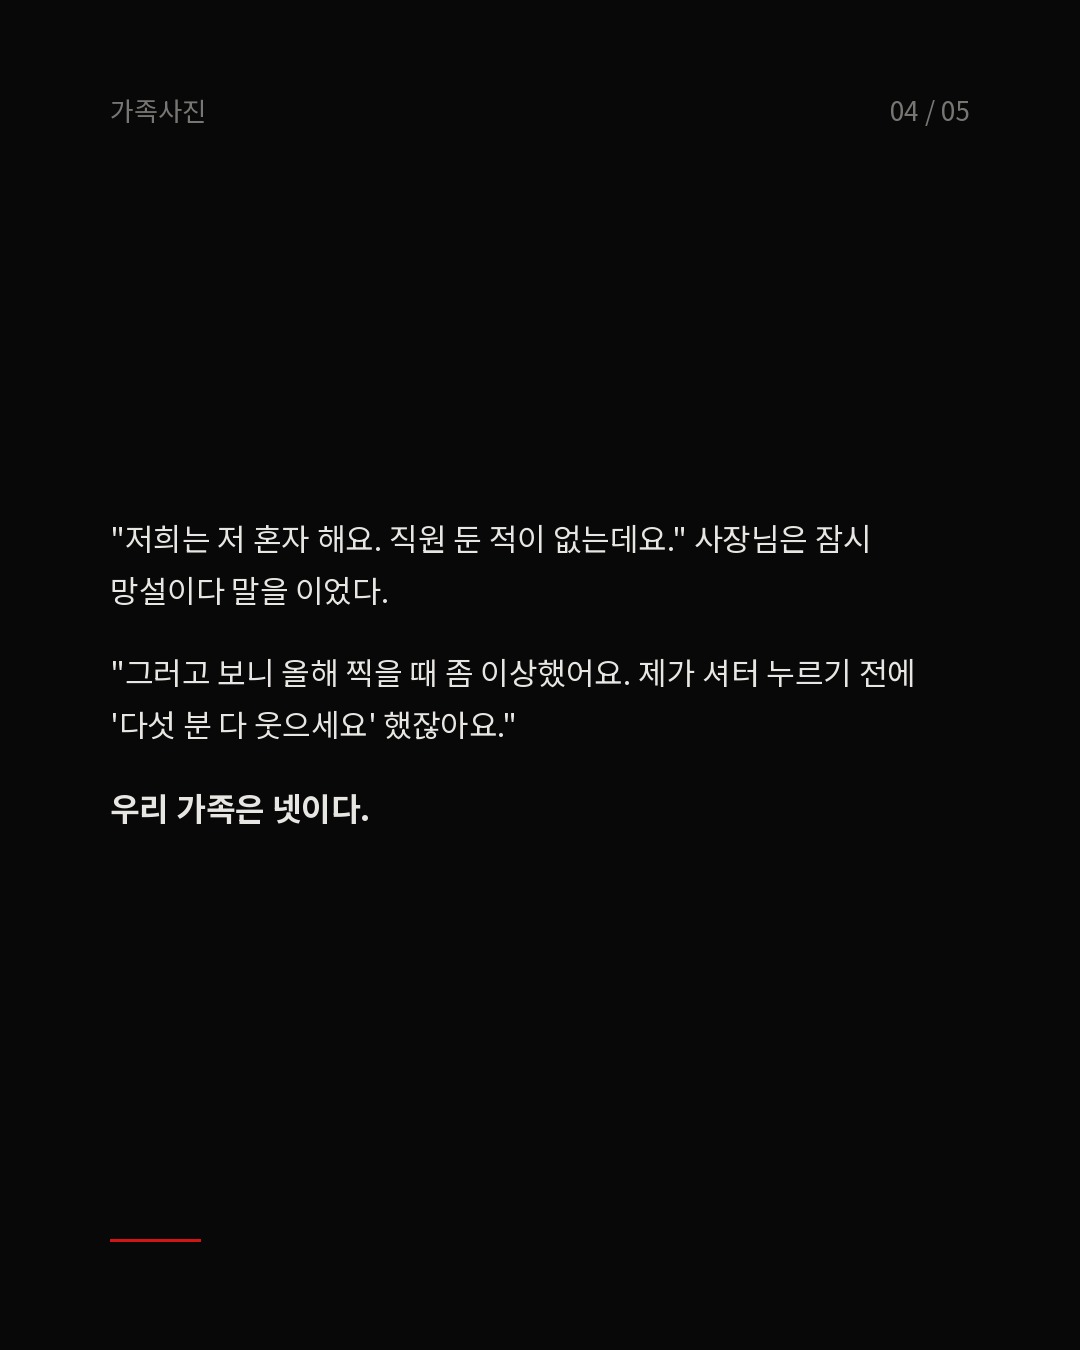 가족사진
04 / 05
"저희는 저 혼자 해요. 직원 둔 적이 없는데요." 사장님은 잠시
망설이다 말을 이었다.
"그러고 보니 올해 찍을 때 좀 이상했어요. 제가 셔터 누르기 전에
'다섯 분 다 웃으세요' 했잖아요."
우리 가족은 넷이다.